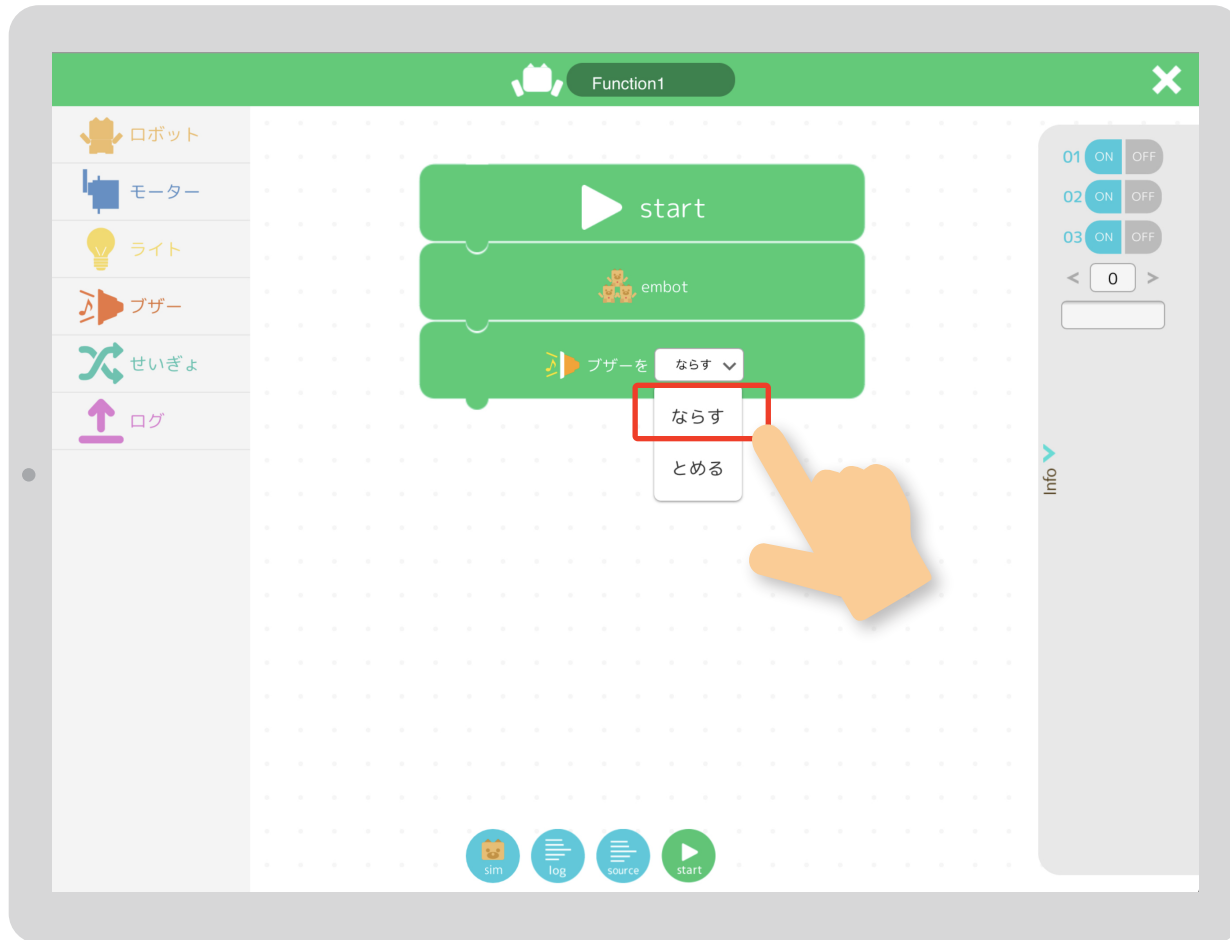 Function1
ロボット
モーター
ライト
ブザー
せいぎょ
ログ
start
embot
ブザーを ならす
ならす
とめる
01 ON OFF
02 ON OFF
03 ON OFF
< 0 >
Info
sim
log
source
start